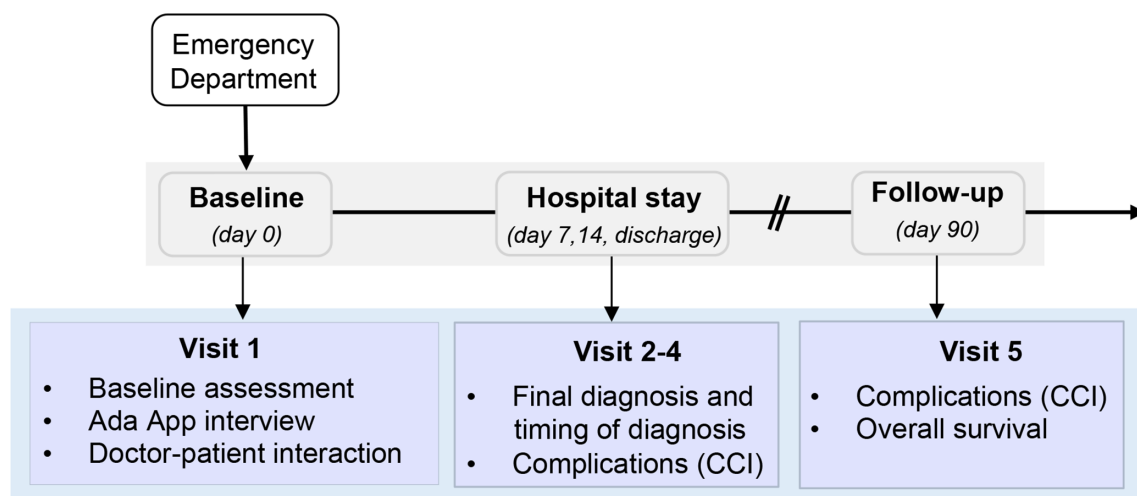 Emergency
Department
Baseline
(day 0)
Hospital stay
(day 7,14, discharge)
Follow-up
(day 90)
Visit 1
• Baseline assessment
• Ada App interview
• Doctor-patient interaction
Visit 2-4
• Final diagnosis and
timing of diagnosis
• Complications (CCI)
Visit 5
• Complications (CCI)
• Overall survival